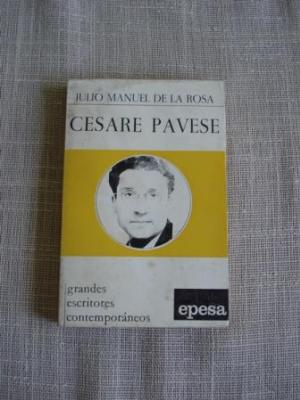 JULIO MANUEL DE LA ROSA
CESARE PAVESE
grandes
escritores
contemporáneos
epesa